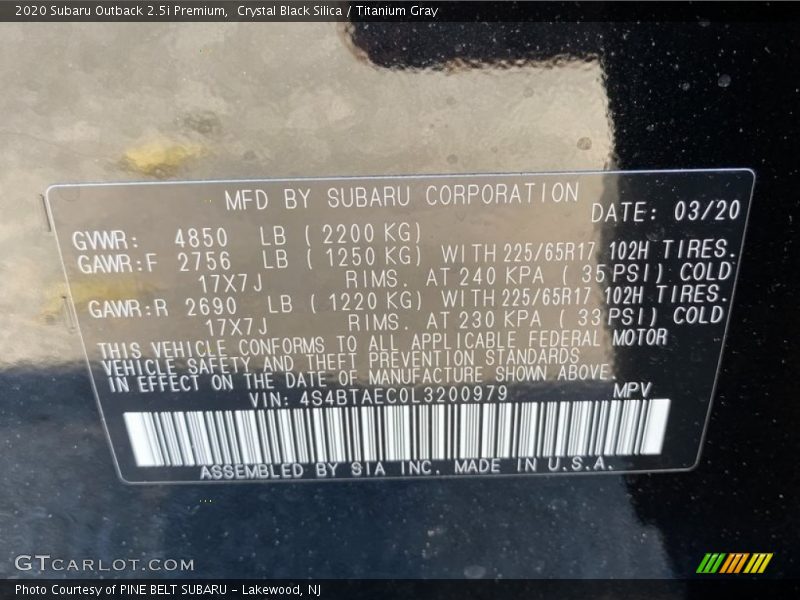 2020 Subaru Outback 2.5i Premium,  Crystal Black Silica / Titanium Gray
MFD BY SUBARU CORPORATION
DATE: 03/20
GVWR: 4850 LB ( 2200 KG)
GAWR:F 2756 LB ( 1250 KG) WITH 225/65R17 102H TIRES.
17X7J RIMS. AT 240 KPA ( 35 PSI) COLD
GAWR:R 2690 LB ( 1220 KG) WITH 225/65R17 102H TIRES.
17X7J RIMS. AT 230 KPA ( 33 PSI) COLD
THIS VEHICLE CONFORMS TO ALL APPLICABLE FEDERAL MOTOR
VEHICLE SAFETY AND THEFT PREVENTION STANDARDS
IN EFFECT ON THE DATE OF MANUFACTURE SHOWN ABOVE.
VIN: 4S4BTAEC0L3200979 MPV
ASSEMBLED BY SIA INC. MADE IN U.S.A.
GTCARLOT.COM
Photo Courtesy of PINE BELT SUBARU - Lakewood, NJ